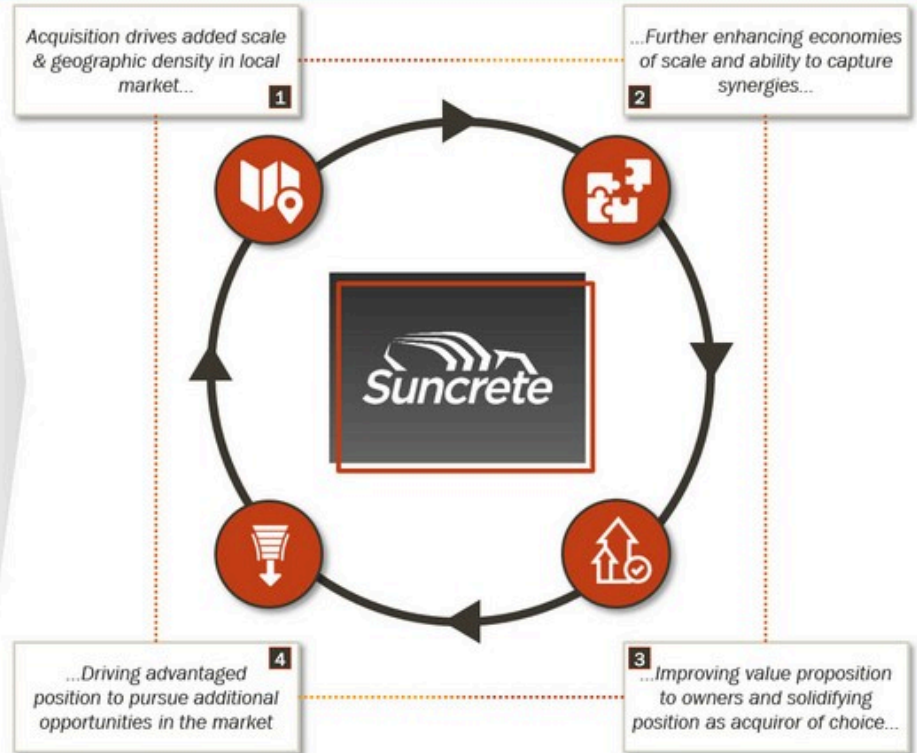 Acquisition drives added scale
& geographic density in local
market...
1
...Further enhancing economies
of scale and ability to capture
synergies...
2
Suncrete
3
...Improving value proposition
to owners and solidifying
position as acquiror of choice...
4
...Driving advantaged
position to pursue additional
opportunities in the market